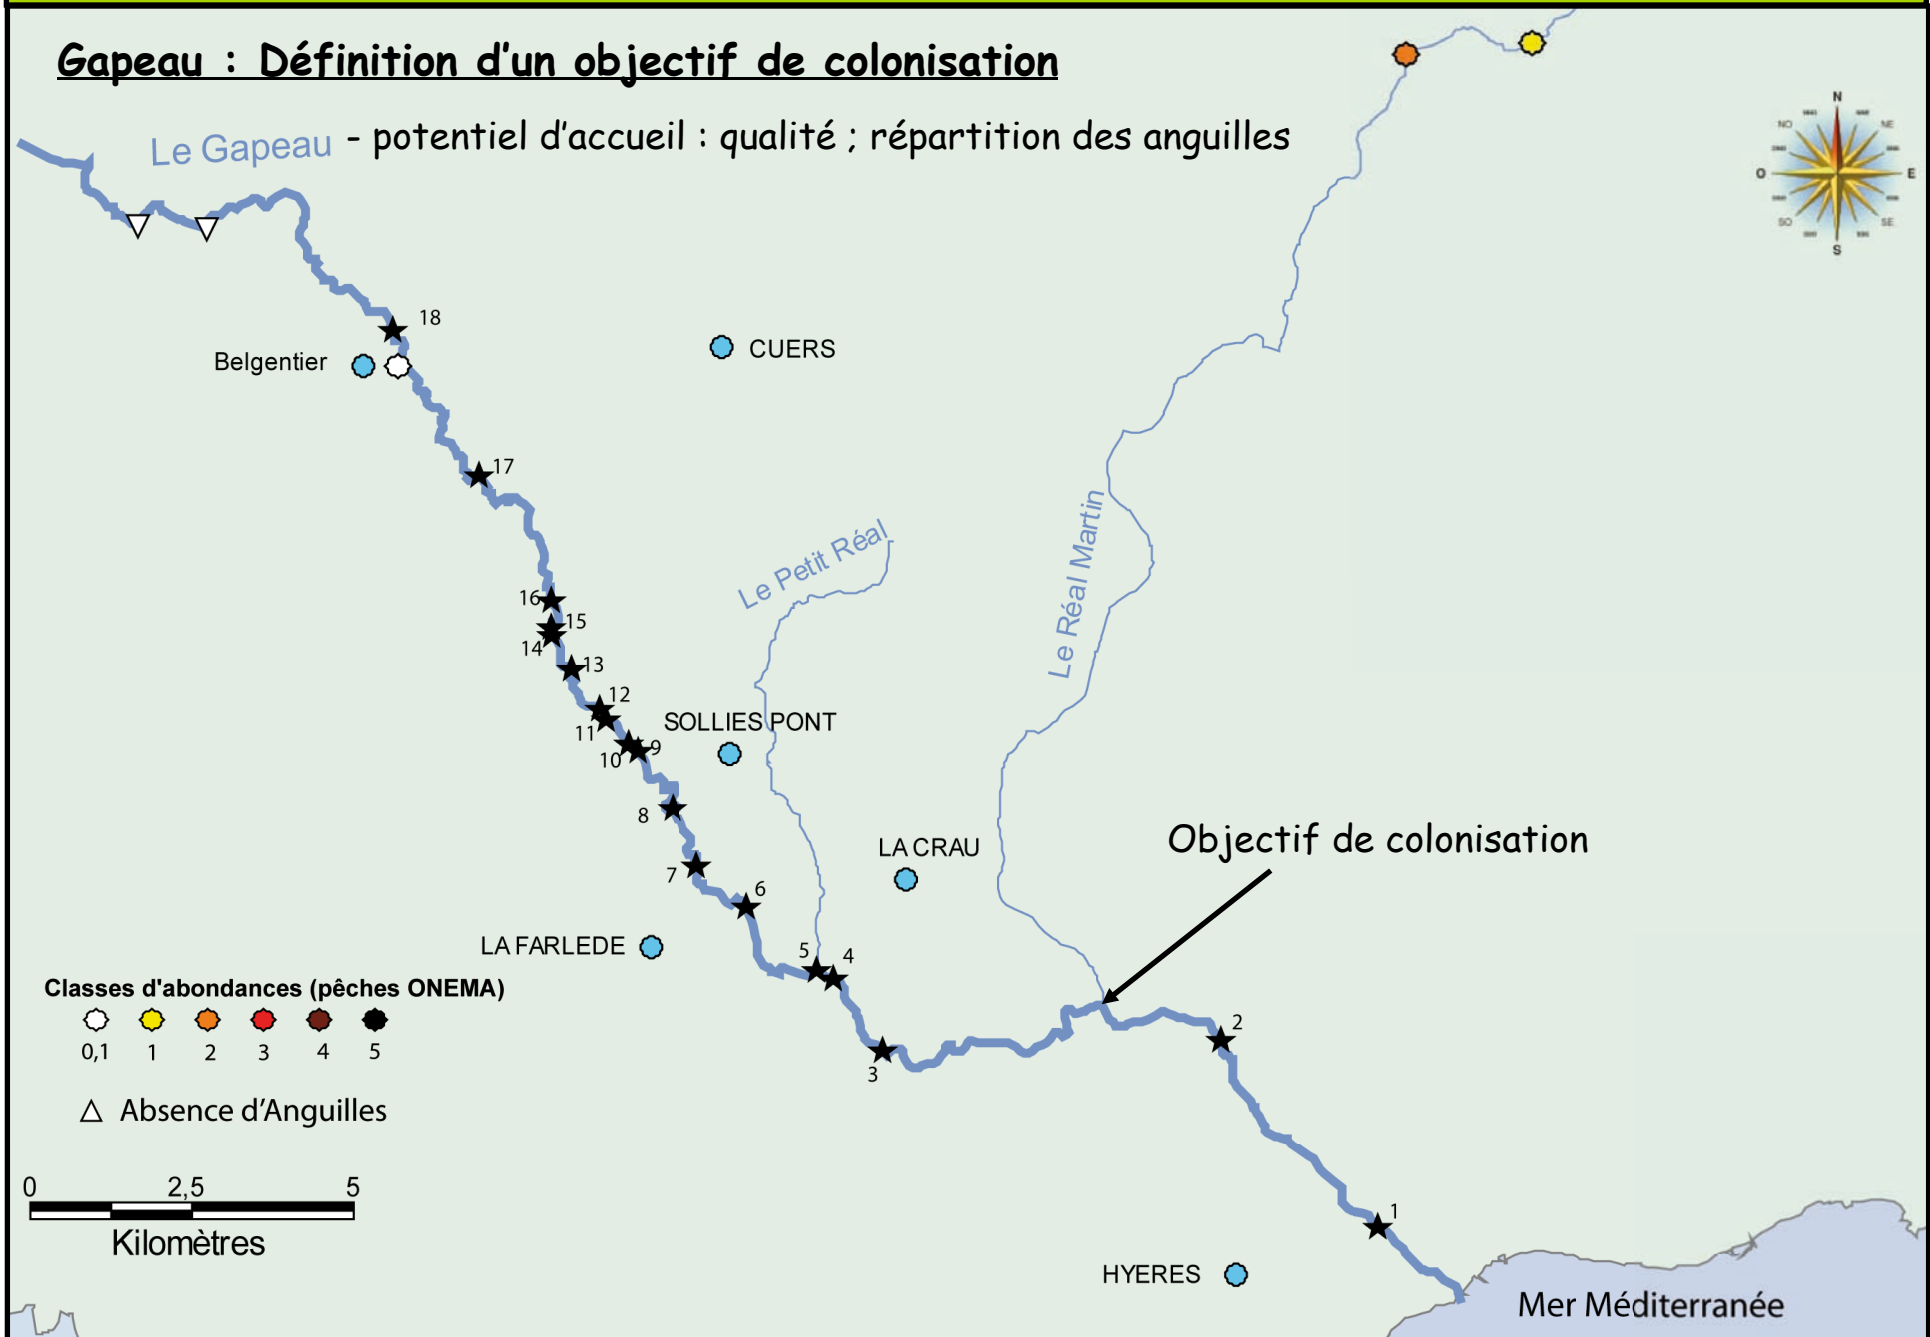 Gapeau : Définition d'un objectif de colonisation
Le Gapeau - potentiel d'accueil : qualité ; répartition des anguilles
N
NO
NE
O
E
SO
SE
S
18
Belgentier
CUERS
17
Le Petit Réal
Le Réal Martin
16
15
14
13
12
11
SOLLIES PONT
10
9
8
7
6
LA CRAU
Objectif de colonisation
LA FARLEDE
5
4
3
2
1
Classes d'abondances (pêches ONEMA)
0,1 1 2 3 4 5
Absence d'Anguilles
0 2,5 5
Kilomètres
HYERES
Mer Méditerranée